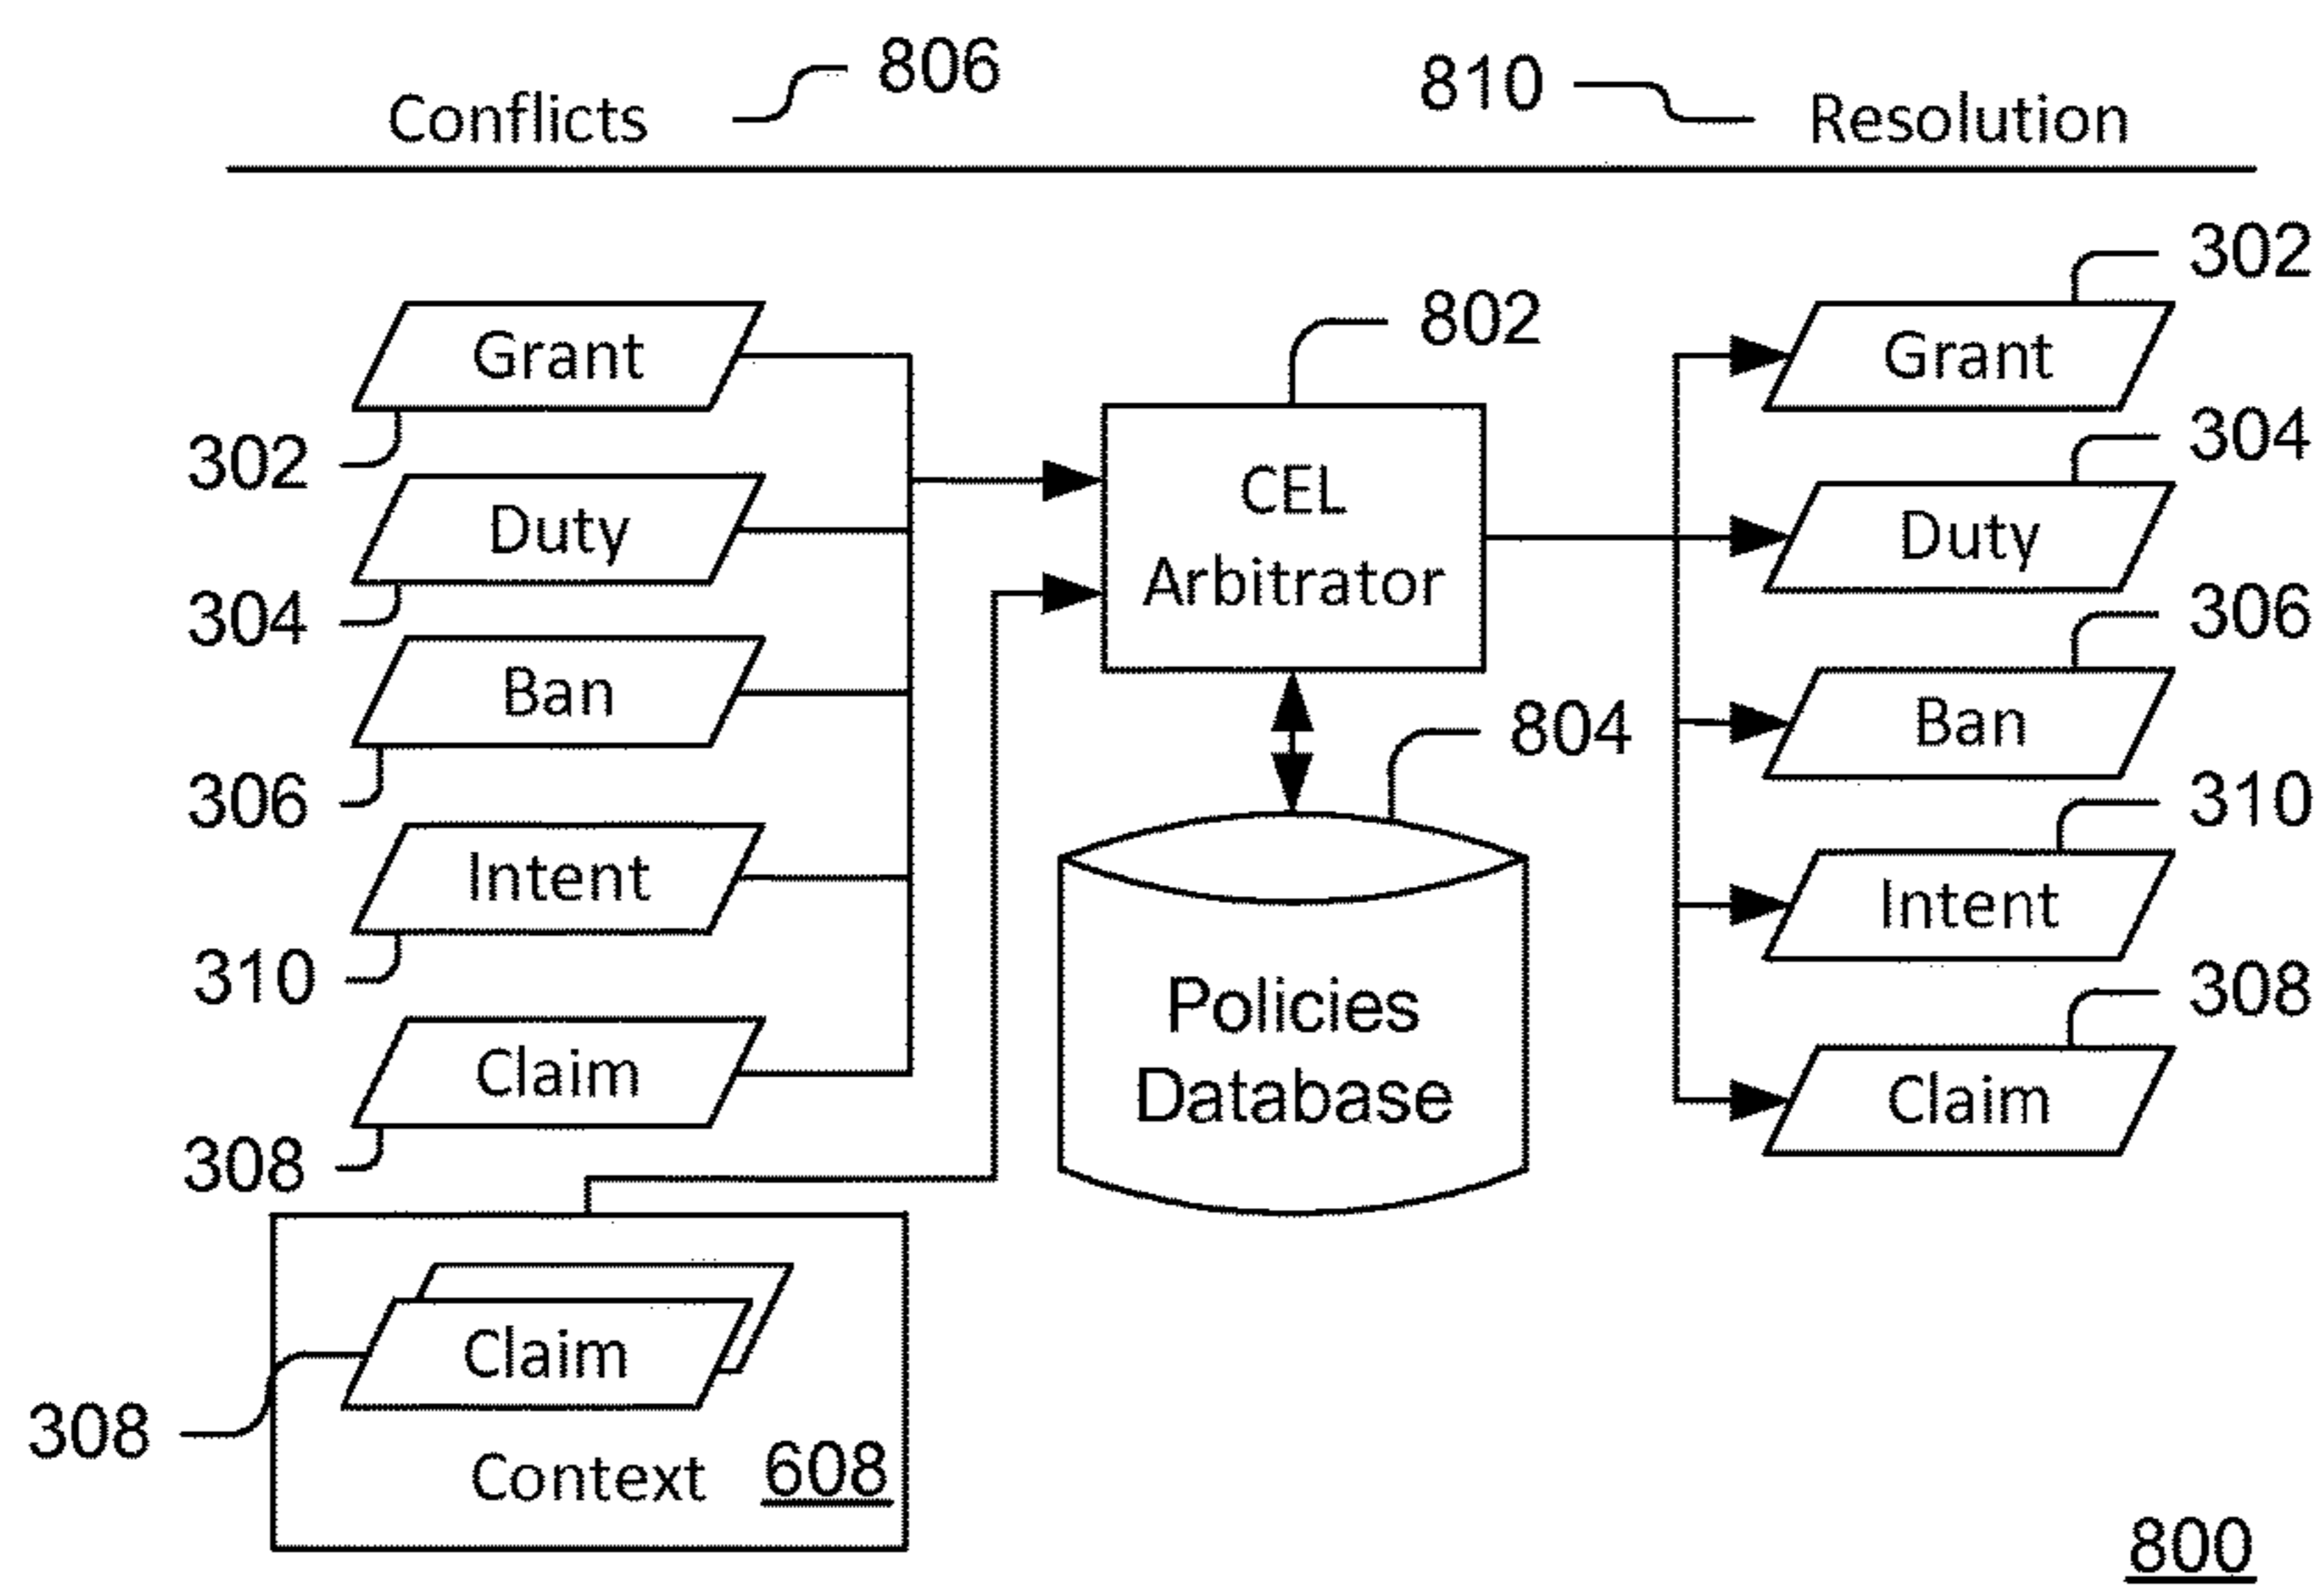 Conflicts 806 810 Resolution
302
Grant 802 Grant
302 304
CEL
Duty Arbitrator Duty
304 306
Ban 804 Ban
306 310
Intent Intent
310 Policies 308
Claim Database Claim
308
Claim
308
Context 608
800